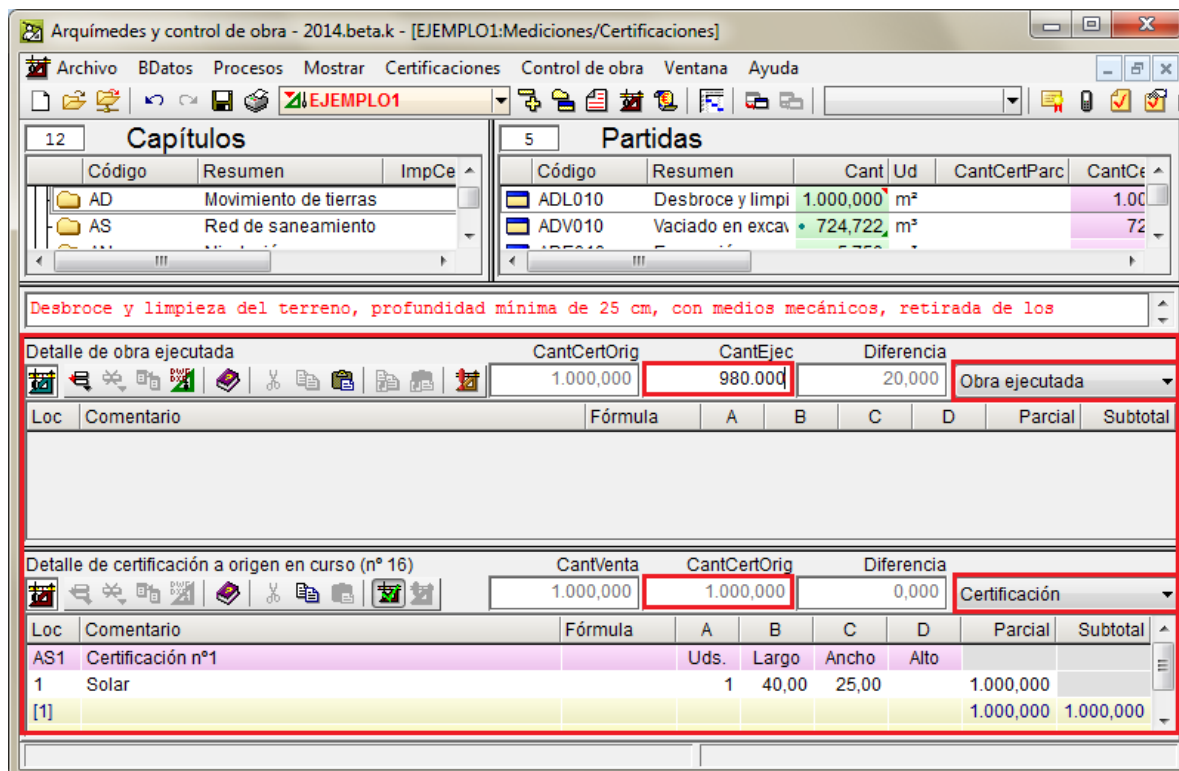 Arquímedes y control de obra - 2014.beta.k - [EJEMPLO1:Mediciones/Certificaciones]
Archivo BDatos Procesos Mostrar Certificaciones Control de obra Ventana Ayuda
EJEMPLO1
12 Capítulos
Código Resumen ImpCe
AD Movimiento de tierras
AS Red de saneamiento
5 Partidas
Código Resumen Cant Ud CantCertParc CantCe
ADL010 Desbroce y limpi 1.000,000 m² 1.00
ADV010 Vaciado en excav 724,722 m³ 72
Desbroce y limpieza del terreno, profundidad mínima de 25 cm, con medios mecánicos, retirada de los
Detalle de obra ejecutada CantCertOrig CantEjec Diferencia
1.000,000 980.000 20,000 Obra ejecutada
Loc Comentario Fórmula A B C D Parcial Subtotal
Detalle de certificación a origen en curso (nº 16) CantVenta CantCertOrig Diferencia
1.000,000 1.000,000 0,000 Certificación
Loc Comentario Fórmula A B C D Parcial Subtotal
AS1 Certificación nº1 Uds. Largo Ancho Alto
1 Solar 1 40,00 25,00 1.000,000
[1] 1.000,000 1.000,000